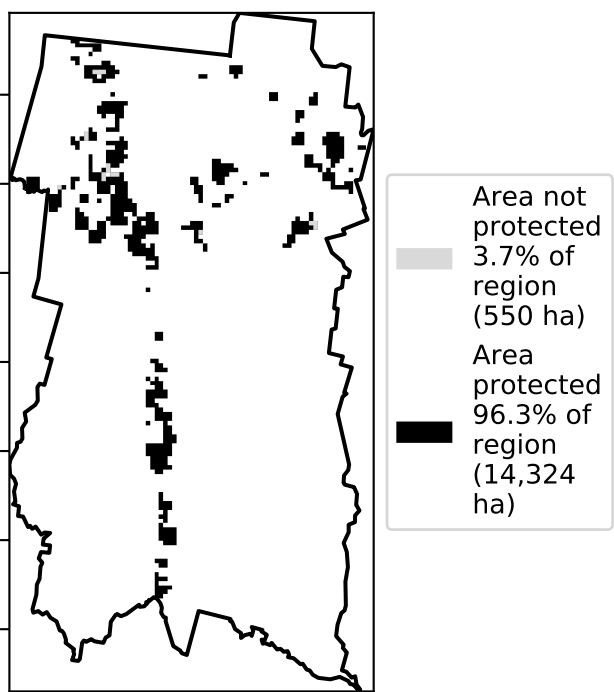 Area not
protected
3.7% of
region
(550 ha)
Area
protected
96.3% of
region
(14,324
ha)